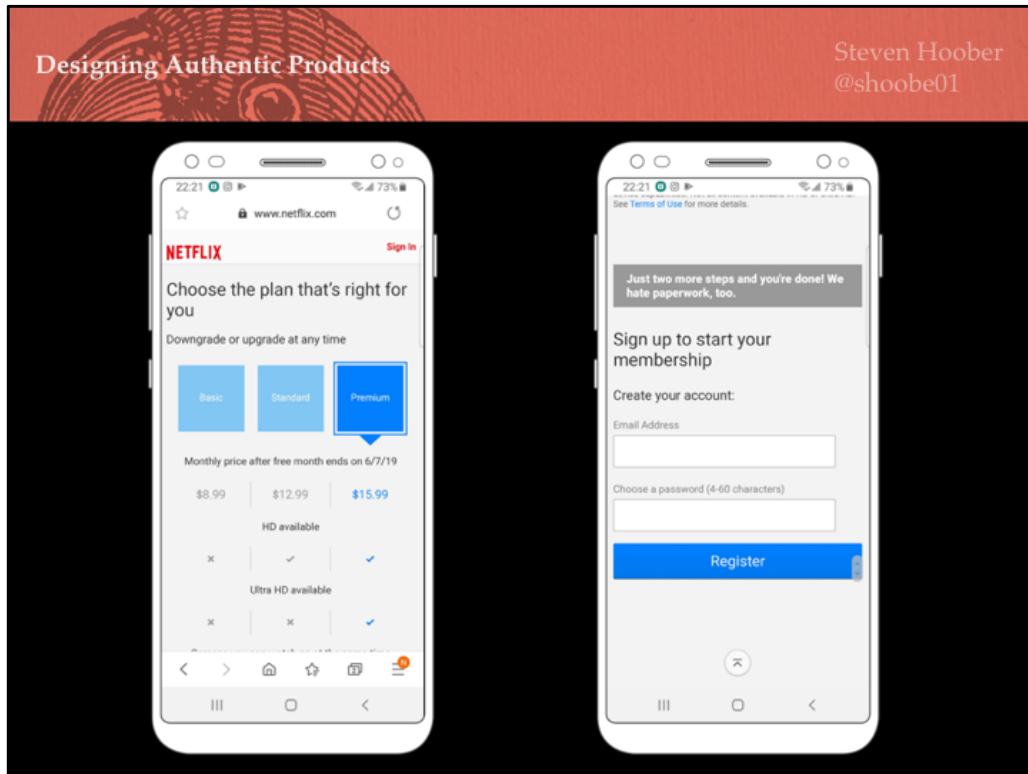 Designing Authentic Products
Steven Hoober
@shoobe01
22:21
73%
www.netflix.com
NETFLIX
Sign In
Choose the plan that's right for
you
Downgrade or upgrade at any time
Basic Standard Premium
Monthly price after free month ends on 6/7/19
$8.99 $12.99 $15.99
HD available
Ultra HD available
22:21
73%
See Terms of Use for more details.
Just two more steps and you're done! We
hate paperwork, too.
Sign up to start your
membership
Create your account:
Email Address
Choose a password (4-60 characters)
Register